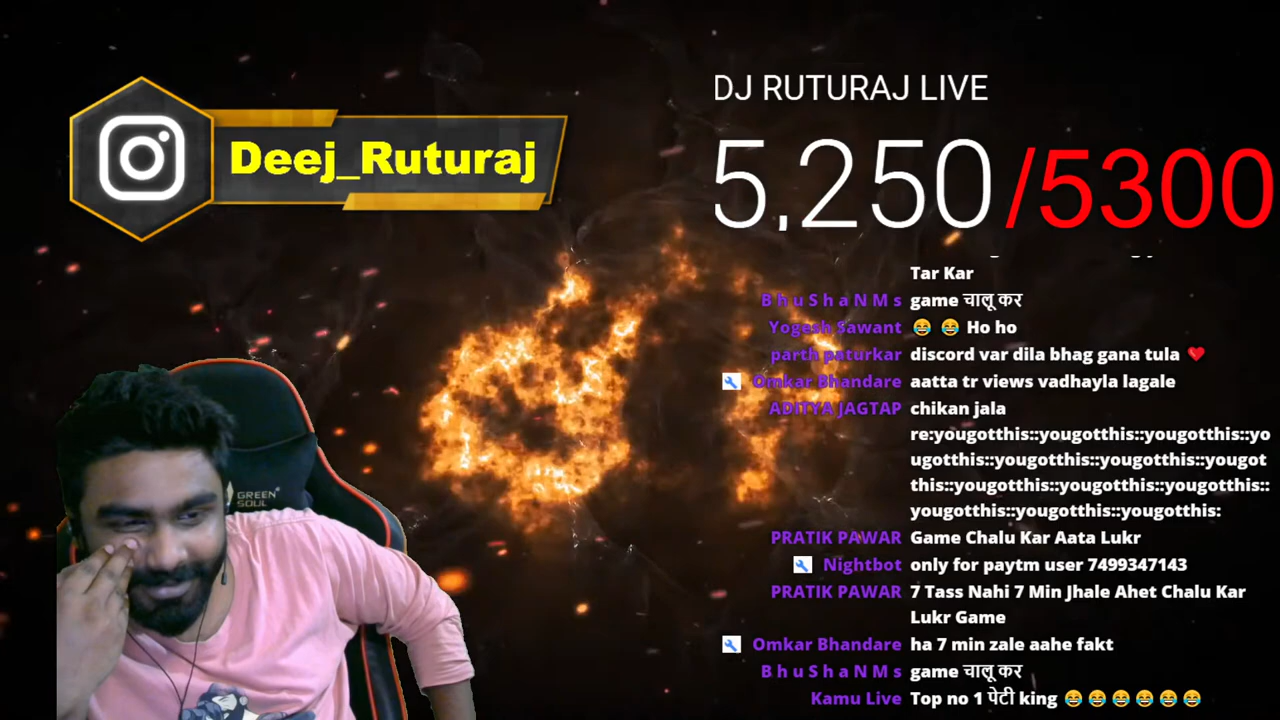 DJ RUTURAJ LIVE
Deej_Ruturaj
5,250/5300
Tar Kar
BhuShaNMs game चालू कर
Yogesh Sawant 😂 😂 Ho ho
parth paturkar discord var dila bhag gana tula ❤️
Omkar Bhandare aatta tr views vadhayla lagale
ADITYA JAGTAP chikan jala
re:yougotthis::yougotthis::yougotthis::yo
ugotthis::yougotthis::yougotthis::yougot
this::yougotthis::yougotthis::yougotthis::
yougotthis::yougotthis::yougotthis:
PRATIK PAWAR Game Chalu Kar Aata Lukr
Nightbot only for paytm user 7499347143
PRATIK PAWAR 7 Tass Nahi 7 Min Jhale Ahet Chalu Kar
Lukr Game
Omkar Bhandare ha 7 min zale aahe fakt
BhuShaNMs game चालू कर
Kamu Live Top no 1 पेटी king 😂😂😂😂😂😂
GREEN
SOUL